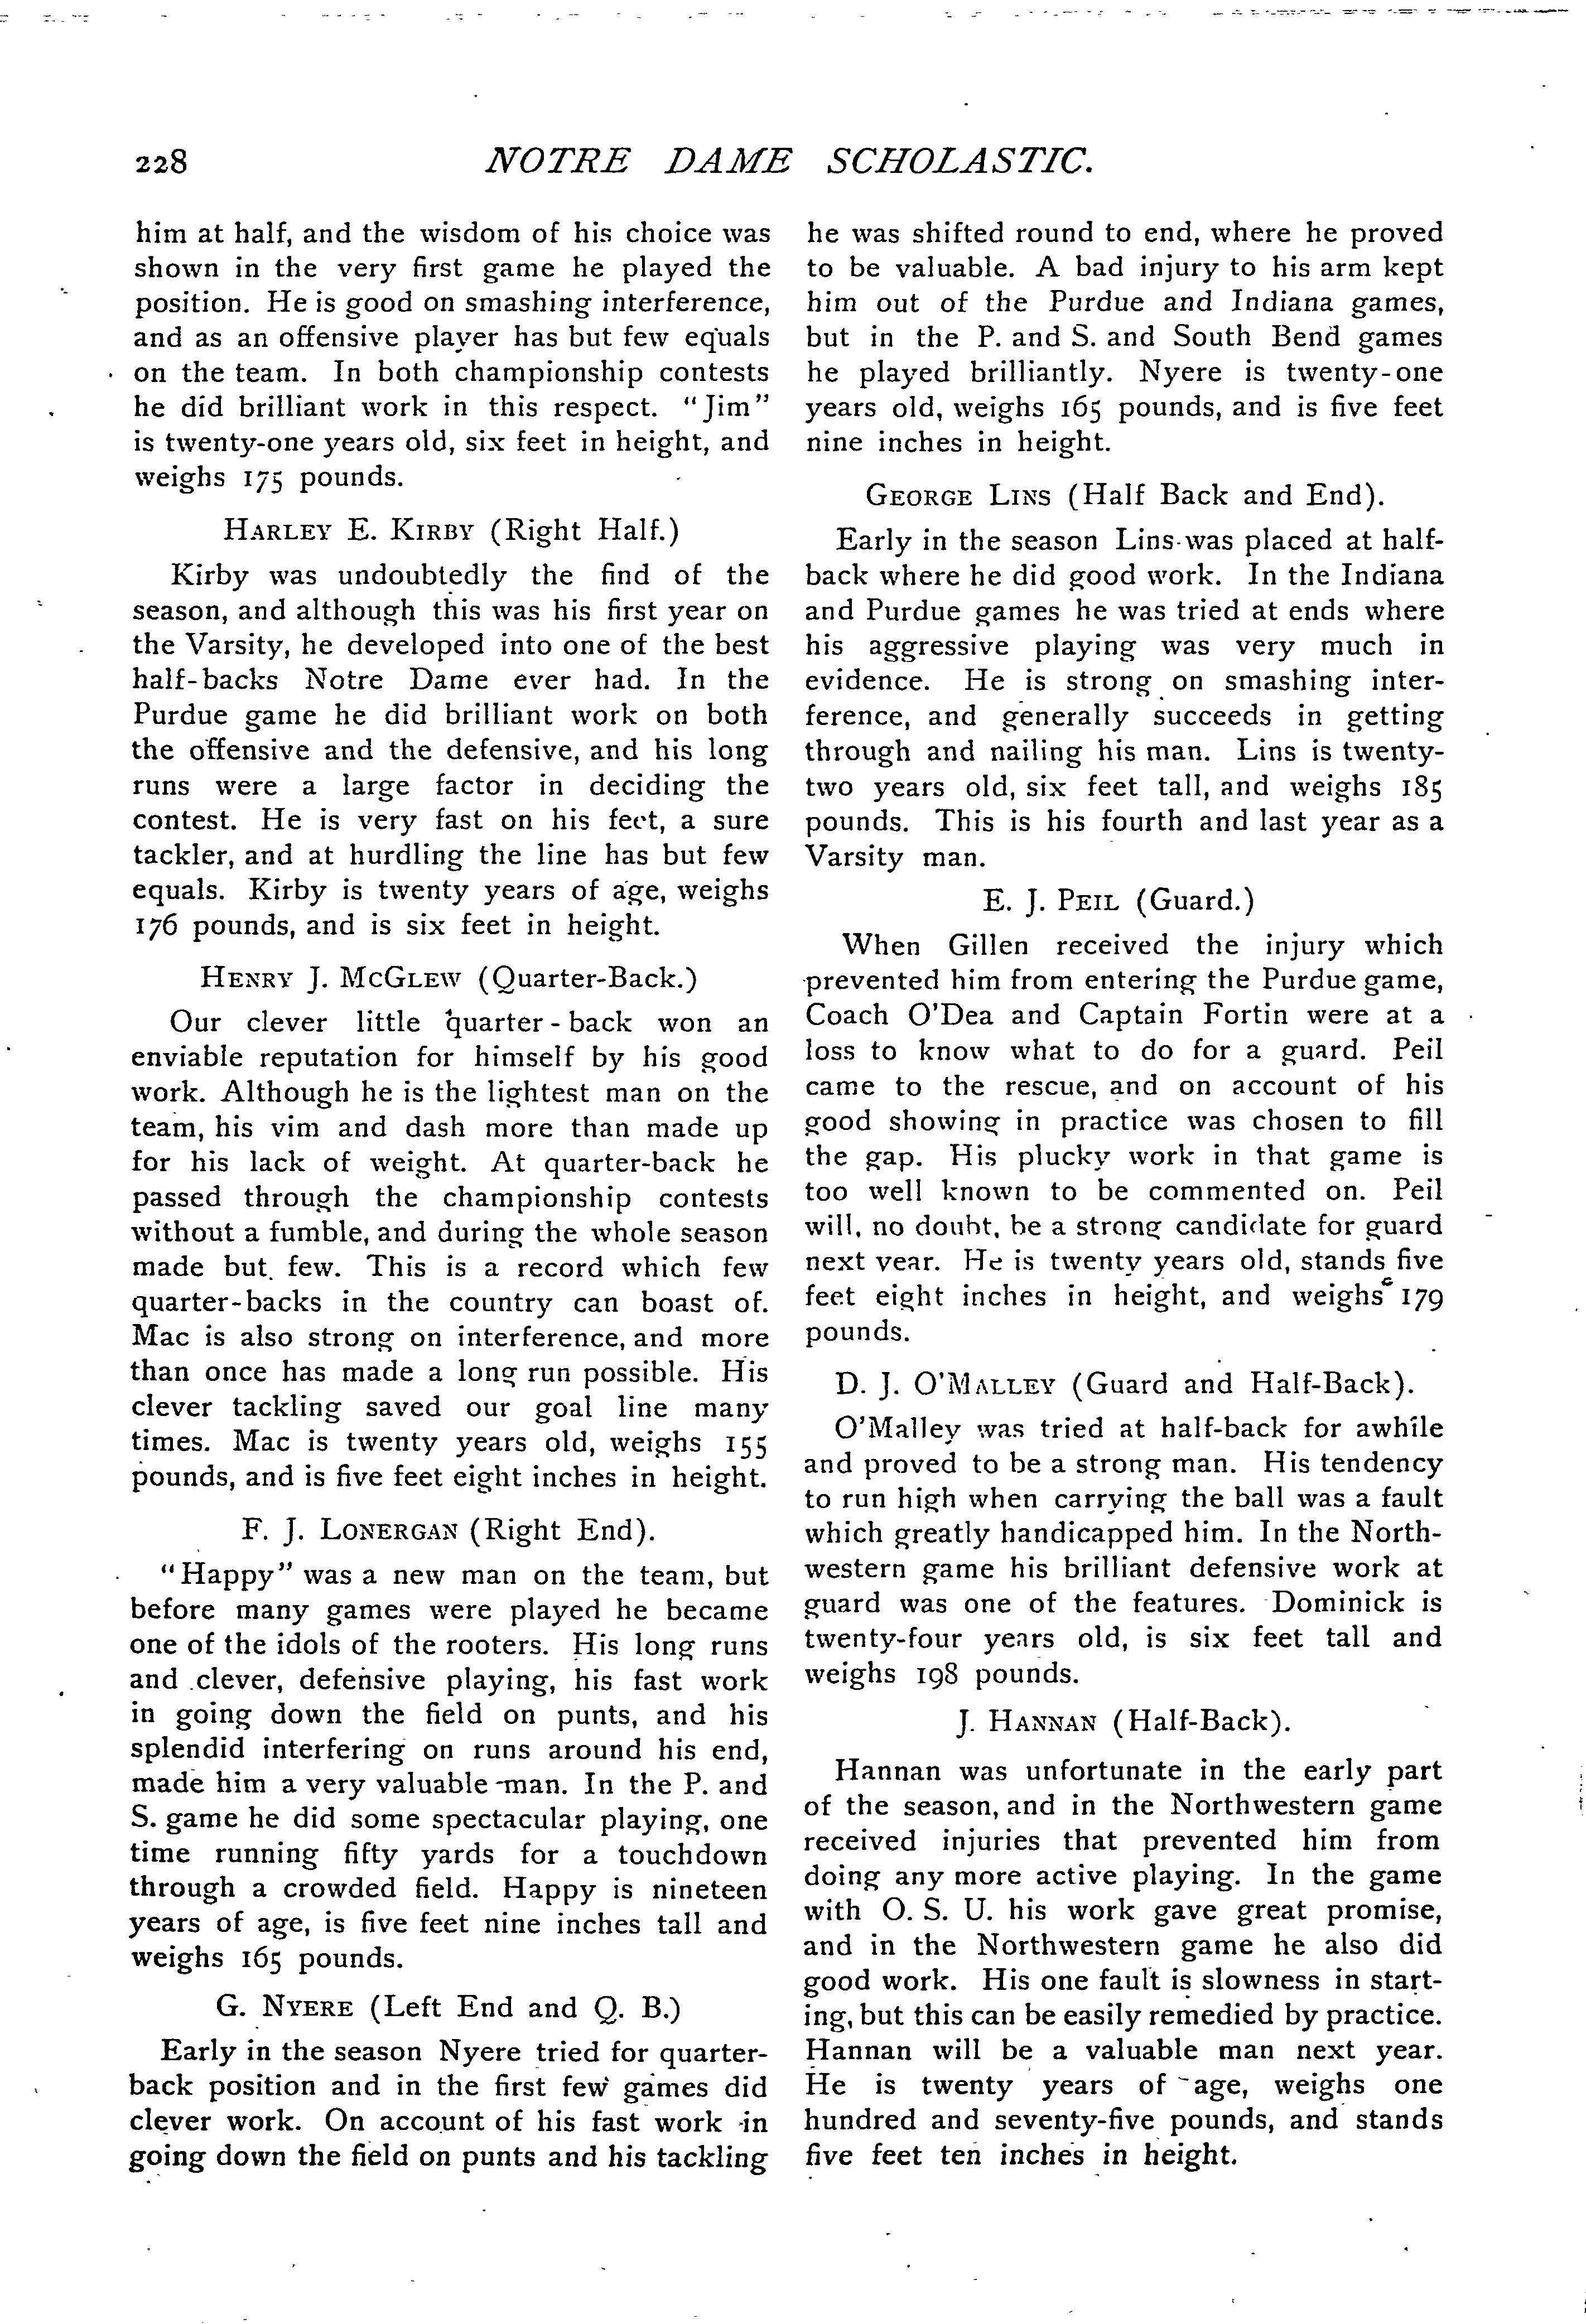 228
NOTRE DAME SCHOLASTIC.
him at half, and the wisdom of his choice was
shown in the very first game he played the
position. He is good on smashing interference,
and as an offensive player has but few equals
on the team. In both championship contests
he did brilliant work in this respect. "Jim"
is twenty-one years old, six feet in height, and
weighs 175 pounds.
HARLEY E. KIRBY (Right Half.)
Kirby was undoubtedly the find of the
season, and although this was his first year on
the Varsity, he developed into one of the best
half-backs Notre Dame ever had. In the
Purdue game he did brilliant work on both
the offensive and the defensive, and his long
runs were a large factor in deciding the
contest. He is very fast on his feet, a sure
tackler, and at hurdling the line has but few
equals. Kirby is twenty years of age, weighs
176 pounds, and is six feet in height.
HENRY J. MCGLEW (Quarter-Back.)
Our clever little quarter-back won an
enviable reputation for himself by his good
work. Although he is the lightest man on the
team, his vim and dash more than made up
for his lack of weight. At quarter-back he
passed through the championship contests
without a fumble, and during the whole season
made but few. This is a record which few
quarter-backs in the country can boast of.
Mac is also strong on interference, and more
than once has made a long run possible. His
clever tackling saved our goal line many
times. Mac is twenty years old, weighs 155
pounds, and is five feet eight inches in height.
F. J. LONERGAN (Right End).
"Happy" was a new man on the team, but
before many games were played he became
one of the idols of the rooters. His long runs
and clever, defensive playing, his fast work
in going down the field on punts, and his
splendid interfering on runs around his end,
made him a very valuable man. In the P. and
S. game he did some spectacular playing, one
time running fifty yards for a touchdown
through a crowded field. Happy is nineteen
years of age, is five feet nine inches tall and
weighs 165 pounds.
G. NYERE (Left End and Q. B.)
Early in the season Nyere tried for quarter-
back position and in the first few games did
clever work. On account of his fast work in
going down the field on punts and his tackling
he was shifted round to end, where he proved
to be valuable. A bad injury to his arm kept
him out of the Purdue and Indiana games,
but in the P. and S. and South Bend games
he played brilliantly. Nyere is twenty-one
years old, weighs 165 pounds, and is five feet
nine inches in height.
GEORGE LINS (Half Back and End).
Early in the season Lins was placed at half-
back where he did good work. In the Indiana
and Purdue games he was tried at ends where
his aggressive playing was very much in
evidence. He is strong on smashing inter-
ference, and generally succeeds in getting
through and nailing his man. Lins is twenty-
two years old, six feet tall, and weighs 185
pounds. This is his fourth and last year as a
Varsity man.
E. J. PEIL (Guard.)
When Gillen received the injury which
prevented him from entering the Purdue game,
Coach O'Dea and Captain Fortin were at a
loss to know what to do for a guard. Peil
came to the rescue, and on account of his
good showing in practice was chosen to fill
the gap. His plucky work in that game is
too well known to be commented on. Peil
will, no doubt, be a strong candidate for guard
next year. He is twenty years old, stands five
feet eight inches in height, and weighs 179
pounds.
D. J. O'MALLEY (Guard and Half-Back).
O'Malley was tried at half-back for awhile
and proved to be a strong man. His tendency
to run high when carrying the ball was a fault
which greatly handicapped him. In the North-
western game his brilliant defensive work at
guard was one of the features. Dominick is
twenty-four years old, is six feet tall and
weighs 198 pounds.
J. HANNAN (Half-Back).
Hannan was unfortunate in the early part
of the season, and in the Northwestern game
received injuries that prevented him from
doing any more active playing. In the game
with O. S. U. his work gave great promise,
and in the Northwestern game he also did
good work. His one fault is slowness in start-
ing, but this can be easily remedied by practice.
Hannan will be a valuable man next year.
He is twenty years of age, weighs one
hundred and seventy-five pounds, and stands
five feet ten inches in height.